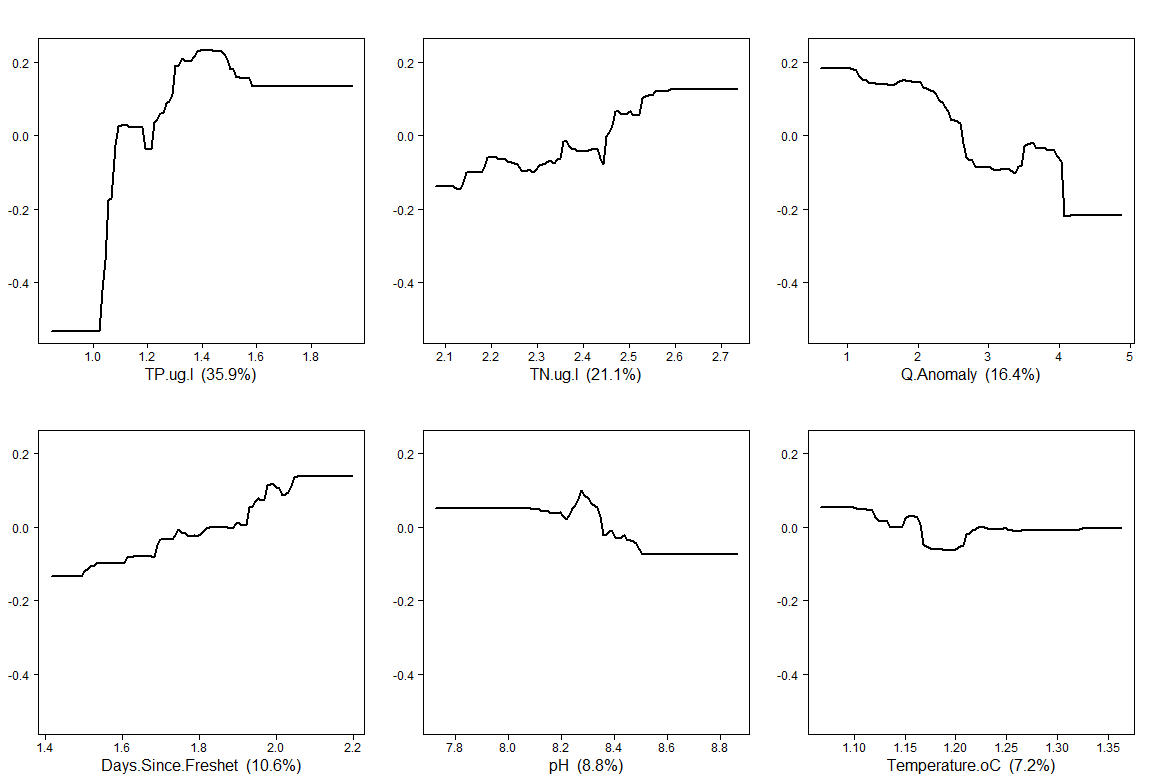 0.2
0.0
-0.2
-0.4
1.0 1.2 1.4 1.6 1.8
TP.ug.l (35.9%)
0.2
0.0
-0.2
-0.4
2.1 2.2 2.3 2.4 2.5 2.6 2.7
TN.ug.l (21.1%)
0.2
0.0
-0.2
-0.4
1 2 3 4 5
Q.Anomaly (16.4%)
0.2
0.0
-0.2
-0.4
1.4 1.6 1.8 2.0 2.2
Days.Since.Freshet (10.6%)
0.2
0.0
-0.2
-0.4
7.8 8.0 8.2 8.4 8.6 8.8
pH (8.8%)
0.2
0.0
-0.2
-0.4
1.10 1.15 1.20 1.25 1.30 1.35
Temperature.oC (7.2%)